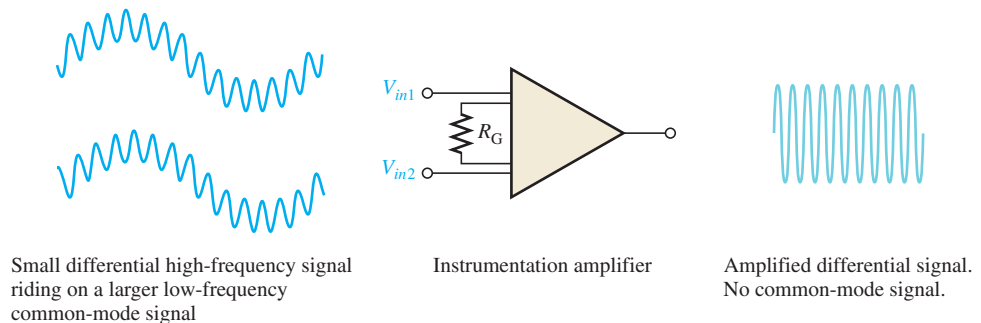 V_in1
R_G
V_in2
Small differential high-frequency signal
riding on a larger low-frequency
common-mode signal
Instrumentation amplifier
Amplified differential signal.
No common-mode signal.